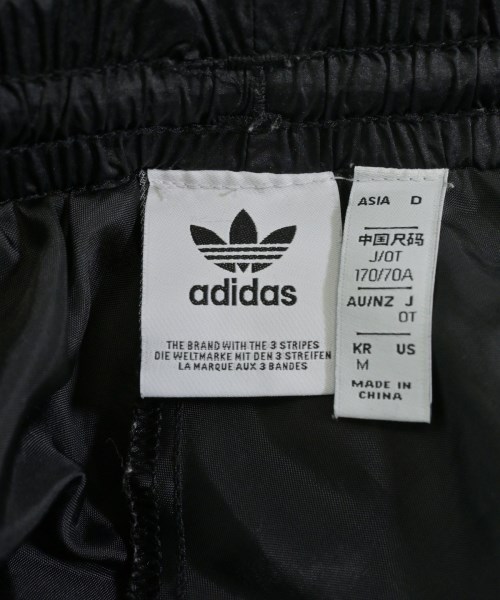 adidas
THE BRAND WITH THE 3 STRIPES
DIE WELTMARKE MIT DEN 3 STREIFEN
LA MARQUE AUX 3 BANDES
ASIA D
中国尺码
J/OT
170/70A
AU/NZ J
OT
KR US
M
MADE IN
CHINA